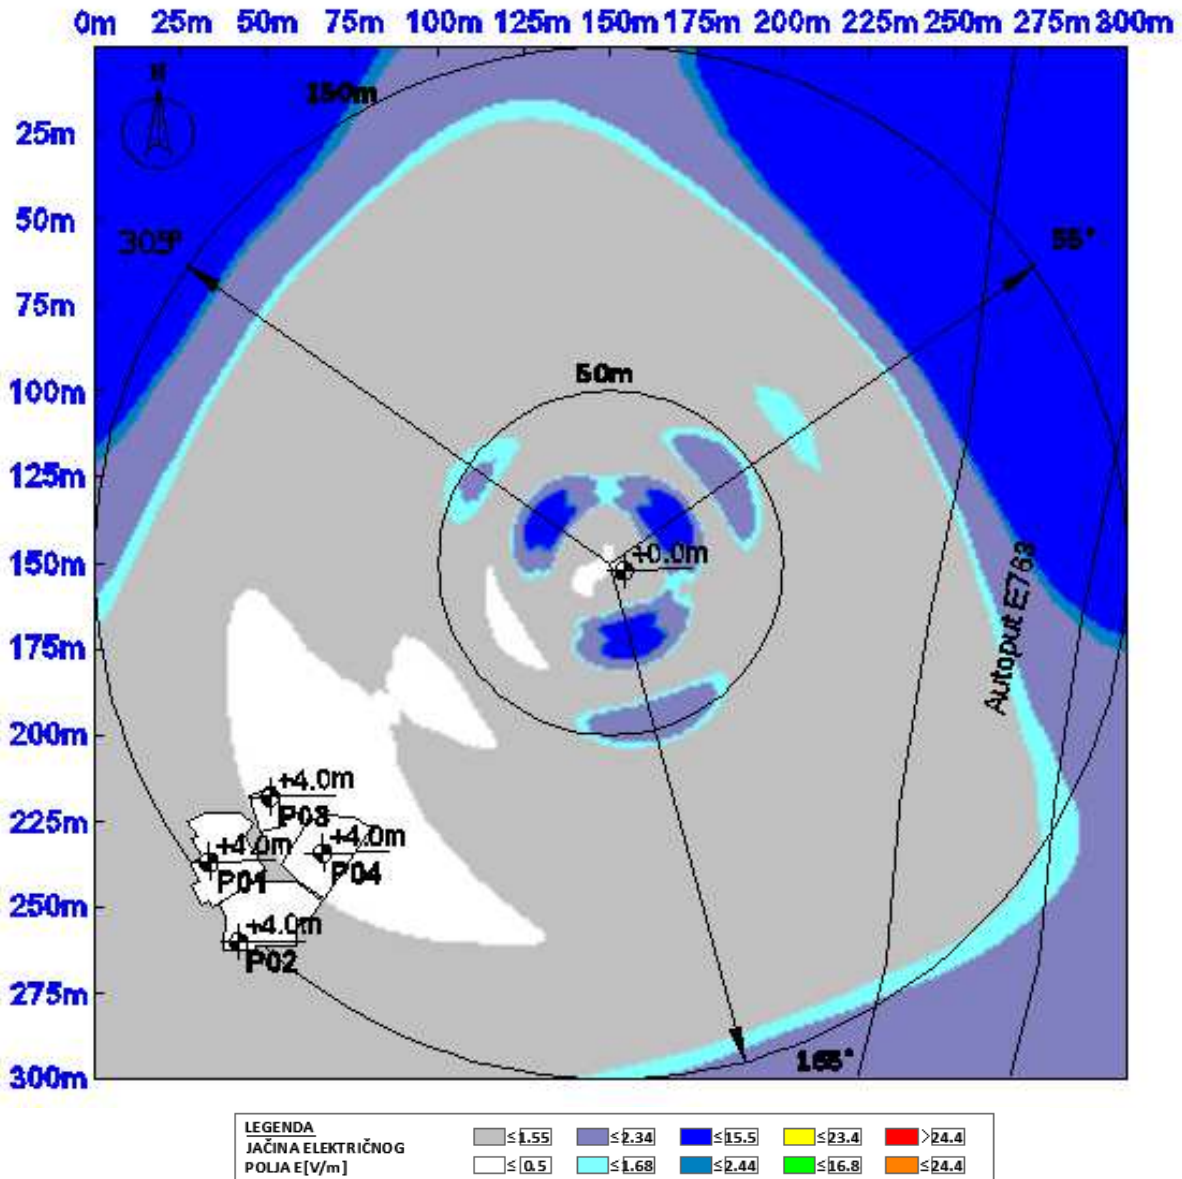 0m 25m 50m 75m 100m 125m 150m 175m 200m 225m 250m 275m 300m
N
150m
25m
50m
305° 55°
75m
50m
100m
125m
+0.0m
150m
Autoput E763
175m
200m
+4.0m
P03
225m
+4.0m +4.0m
P01 P04
250m
+4.0m
P02
275m
165°
300m
LEGENDA
JAČINA ELEKTRIČNOG
POLJA E[V/m]
≤1.55 ≤2.34 ≤15.5 ≤23.4 >24.4
≤ 0.5 ≤1.68 ≤2.44 ≤16.8 ≤24.4